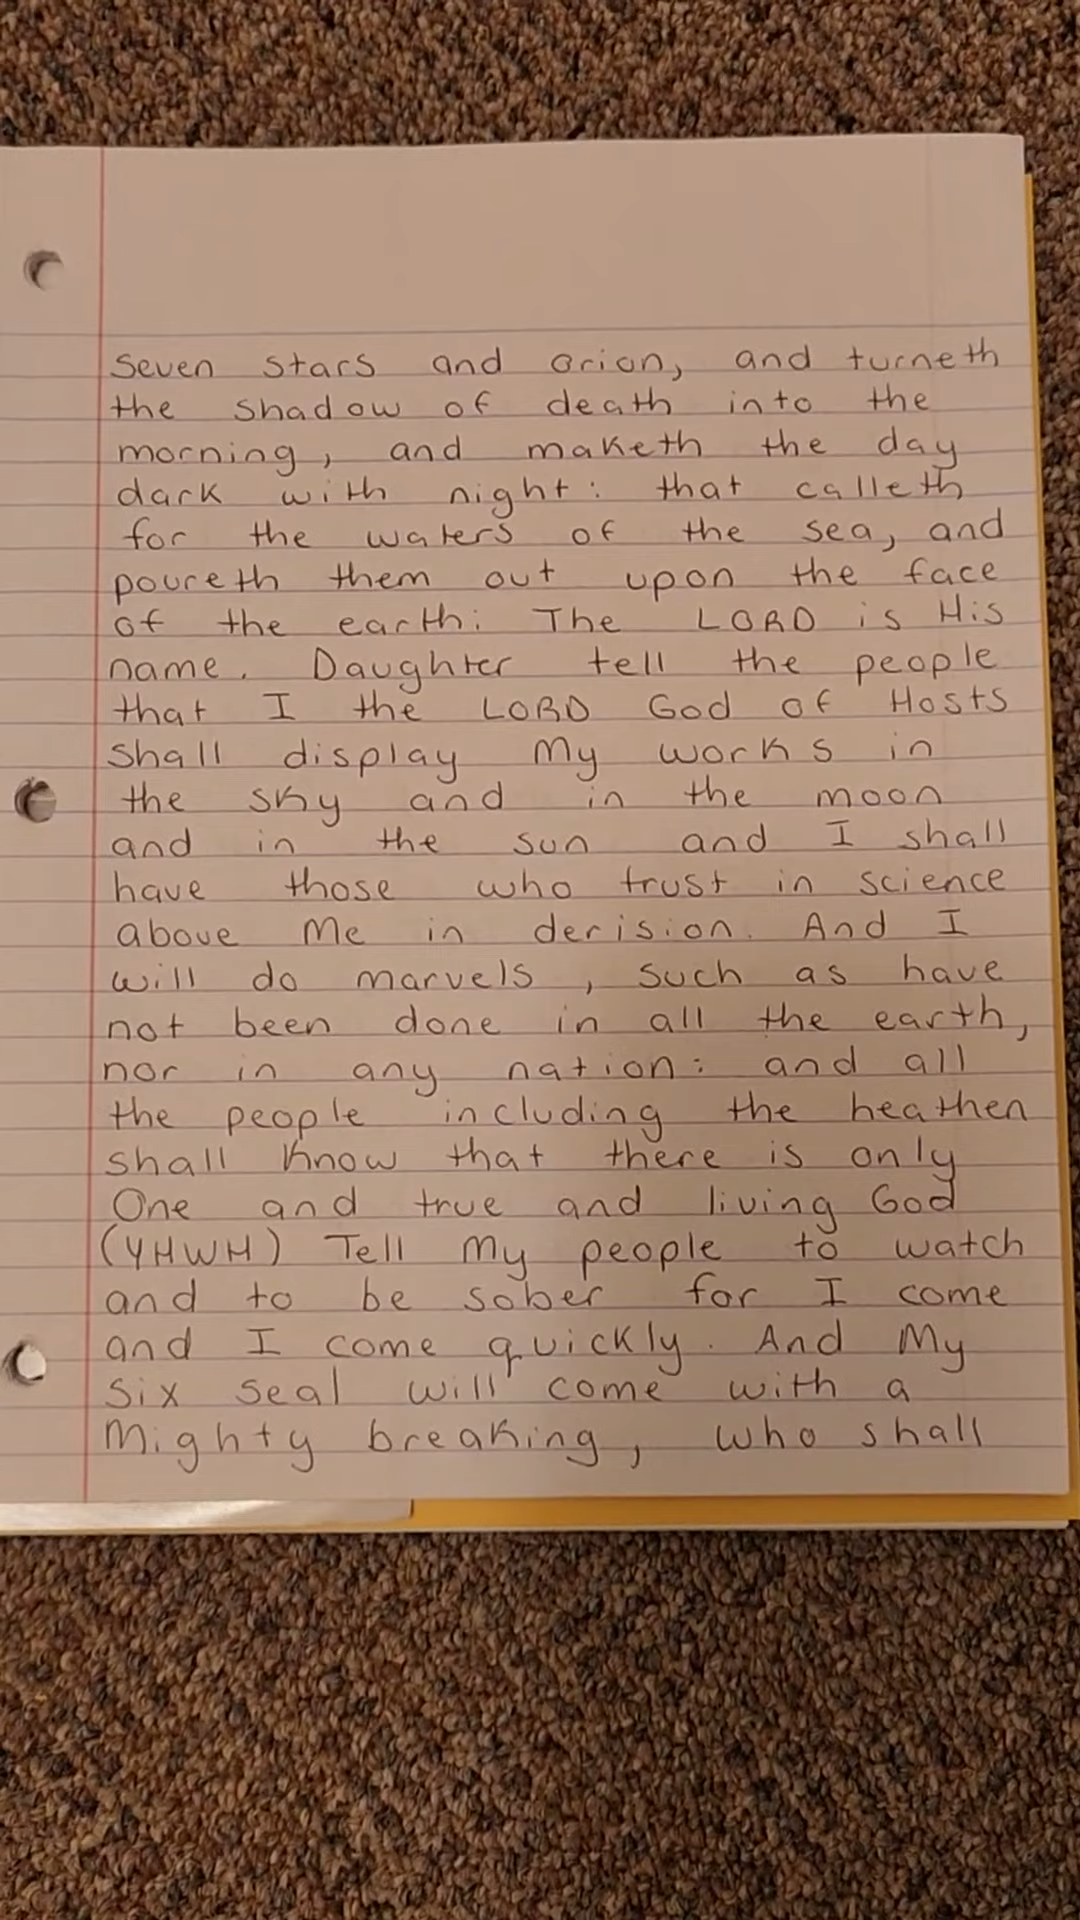 Seven stars and orion, and turneth
the shadow of death into the
morning, and maketh the day
dark with night: that calleth
for the waters of the sea, and
poureth them out upon the face
of the earth: The LORD is His
name. Daughter tell the people
that I the LORD God of Hosts
shall display My works in
the sky and in the moon
and in the sun and I shall
have those who trust in science
above Me in derision. And I
will do marvels, such as have
not been done in all the earth,
nor in any nation: and all
the people including the heathen
shall know that there is only
One and true and living God
(YHWH) Tell My people to watch
and to be sober for I come
and I come quickly. And My
six seal will come with a
Mighty breaking, who shall